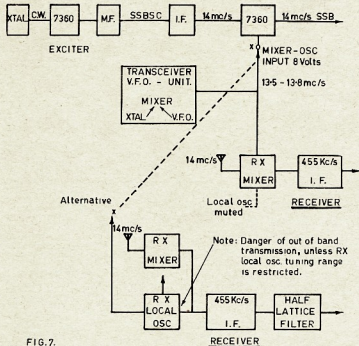 XTAL
C.W.
7360
M.F.
SSBSC
I.F.
14mc/s
7360
14mc/s SSB
EXCITER
x
MIXER-OSC
INPUT 8Volts
TRANSCEIVER
V.F.O. - UNIT.
MIXER
XTAL V.F.O.
13·5 - 13·8mc/s
14mc/s
RX
MIXER
455Kc/s
I. F.
Local osc
muted
RECEIVER
Alternative
x
14mc/s
RX
MIXER
Note: Danger of out of band
transmission, unless RX
local osc. tuning range
is restricted.
RX
LOCAL
OSC
455Kc/s
I.F.
HALF
LATTICE
FILTER
FIG.7.
RECEIVER